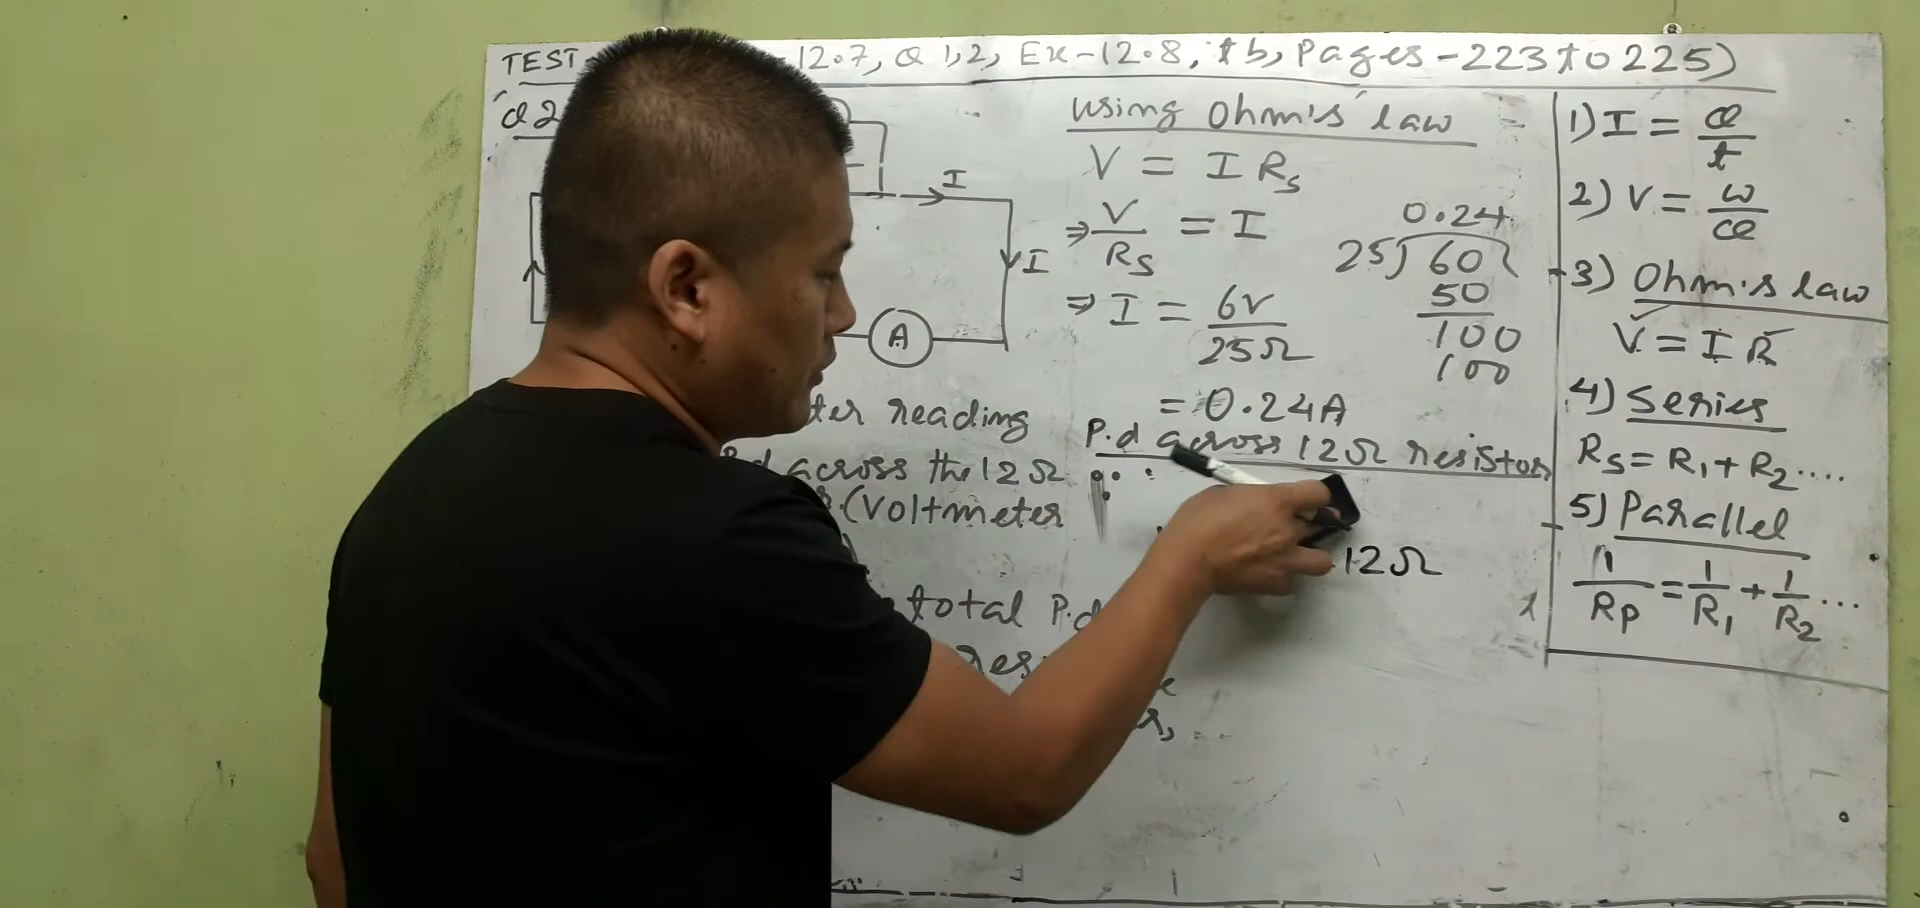 TEST 12.7, Q 1,2, Ex-12.8, tb, Pages-223 to 225)
Q2
I
I
A
ter reading
P.d across the 12Ω
(Voltmeter
total P.d
res
using Ohm's law
V = I Rs
⇒ V/Rs = I
⇒ I = 6V/25Ω
= 0.24A
0.24
25)60(
50
100
100
P.d across 12Ω resistor
12Ω
1) I = Q/t
2) V = W/Q
3) Ohm's law
V = I R
4) Series
Rs = R1 + R2....
5) Parallel
1/Rp = 1/R1 + 1/R2 ...